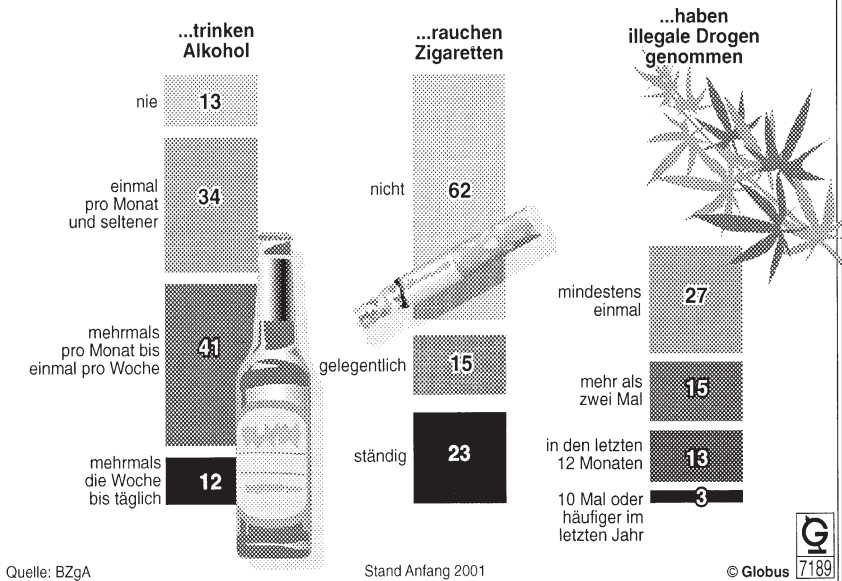 ...trinken
Alkohol
nie
13
einmal
pro Monat
und seltener
34
mehrmals
pro Monat bis
einmal pro Woche
41
mehrmals
die Woche
bis täglich
12
...rauchen
Zigaretten
nicht
62
gelegentlich
15
ständig
23
...haben
illegale Drogen
genommen
mindestens
einmal
27
mehr als
zwei Mal
15
in den letzten
12 Monaten
13
10 Mal oder
häufiger im
letzten Jahr
3
Quelle: BZgA
Stand Anfang 2001
© Globus
G
7189